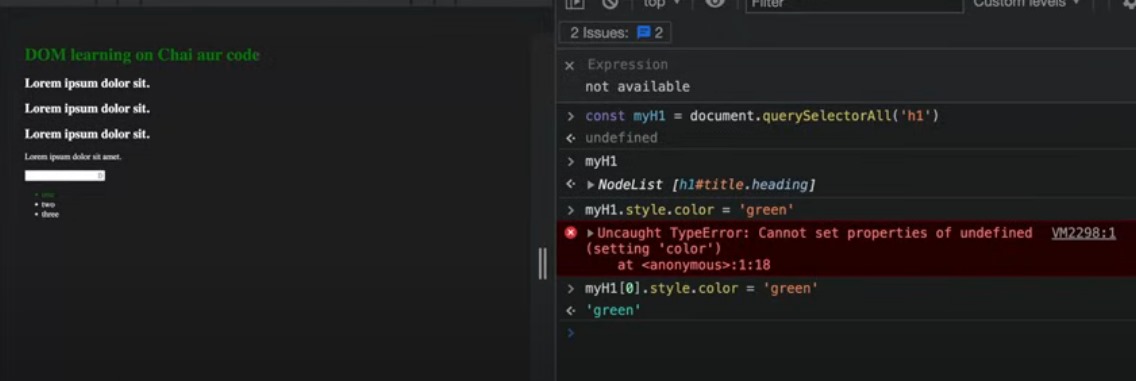 DOM learning on Chai aur code
Lorem ipsum dolor sit.
Lorem ipsum dolor sit.
Lorem ipsum dolor sit.
Lorem ipsum dolor sit amet.
one
two
three
top
Filter
Custom levels
2 Issues: 2
Expression
not available
const myH1 = document.querySelectorAll('h1')
undefined
myH1
NodeList [h1#title.heading]
myH1.style.color = 'green'
Uncaught TypeError: Cannot set properties of undefined VM2298:1
(setting 'color')
at <anonymous>:1:18
myH1[0].style.color = 'green'
'green'